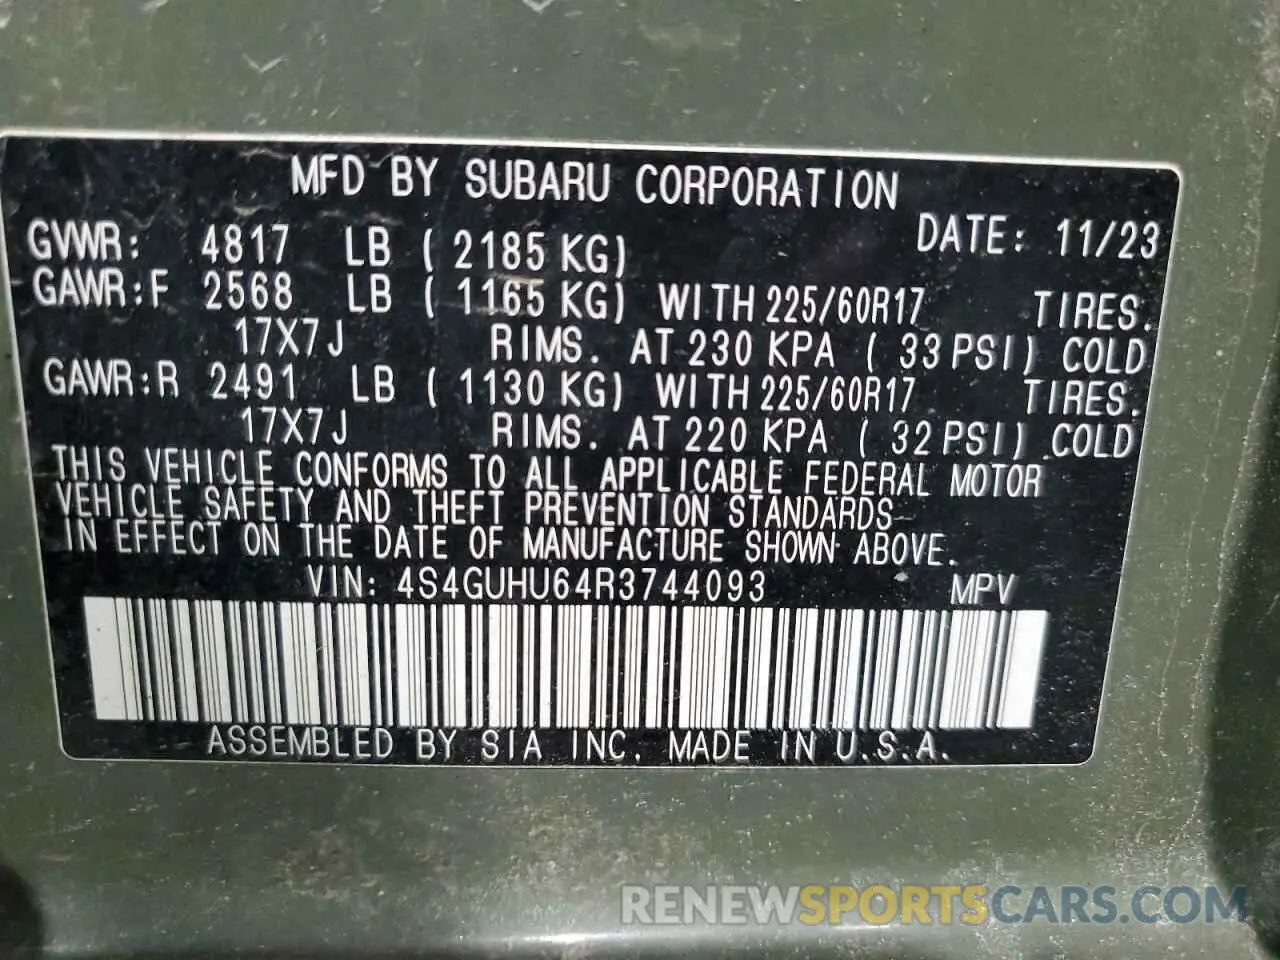 MFD BY SUBARU CORPORATION
DATE: 11/23
GVWR: 4817 LB ( 2185 KG)
GAWR:F 2568 LB ( 1165 KG) WITH 225/60R17 TIRES.
17X7J RIMS. AT 230 KPA ( 33 PSI) COLD
GAWR:R 2491 LB ( 1130 KG) WITH 225/60R17 TIRES.
17X7J RIMS. AT 220 KPA ( 32 PSI) COLD
THIS VEHICLE CONFORMS TO ALL APPLICABLE FEDERAL MOTOR
VEHICLE SAFETY AND THEFT PREVENTION STANDARDS
IN EFFECT ON THE DATE OF MANUFACTURE SHOWN ABOVE.
VIN: 4S4GUHU64R3744093 MPV
ASSEMBLED BY SIA INC. MADE IN U.S.A.
RENEWSPORTSCARS.COM